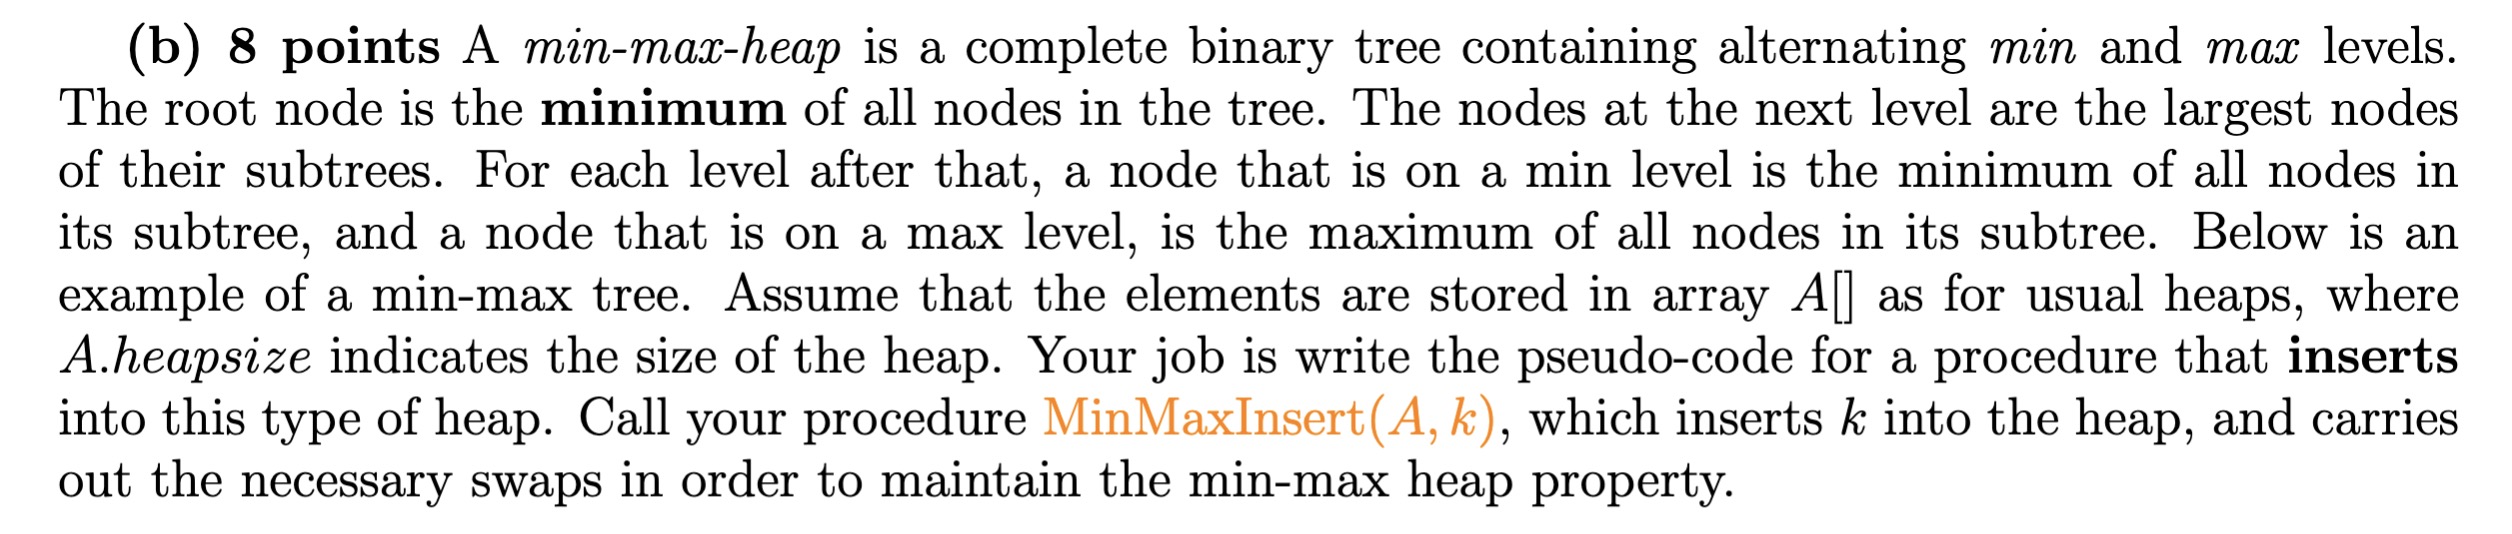 (b) 8 points A min-max-heap is a complete binary tree containing alternating min and max levels.
The root node is the minimum of all nodes in the tree. The nodes at the next level are the largest nodes
of their subtrees. For each level after that, a node that is on a min level is the minimum of all nodes in
its subtree, and a node that is on a max level, is the maximum of all nodes in its subtree. Below is an
example of a min-max tree. Assume that the elements are stored in array A[] as for usual heaps, where
A.heapsize indicates the size of the heap. Your job is write the pseudo-code for a procedure that inserts
into this type of heap. Call your procedure MinMaxInsert(A, k), which inserts k into the heap, and carries
out the necessary swaps in order to maintain the min-max heap property.